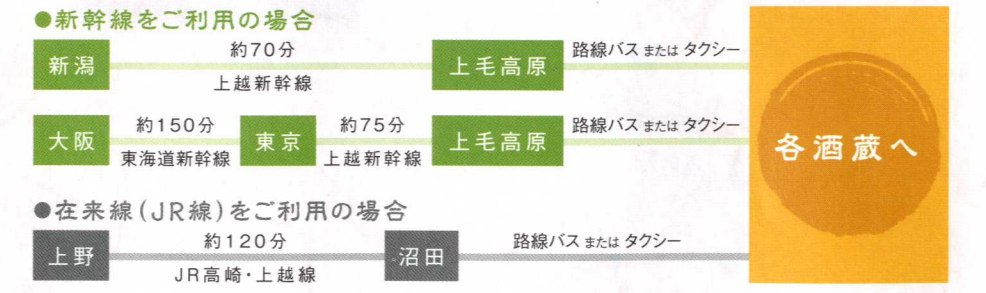 ●新幹線をご利用の場合
新潟 約70分 上越新幹線 上毛高原 路線バス または タクシー
大阪 約150分 東海道新幹線 東京 約75分 上越新幹線 上毛高原 路線バス または タクシー
各酒蔵へ
●在来線(JR線)をご利用の場合
上野 約120分 JR高崎・上越線 沼田 路線バス または タクシー